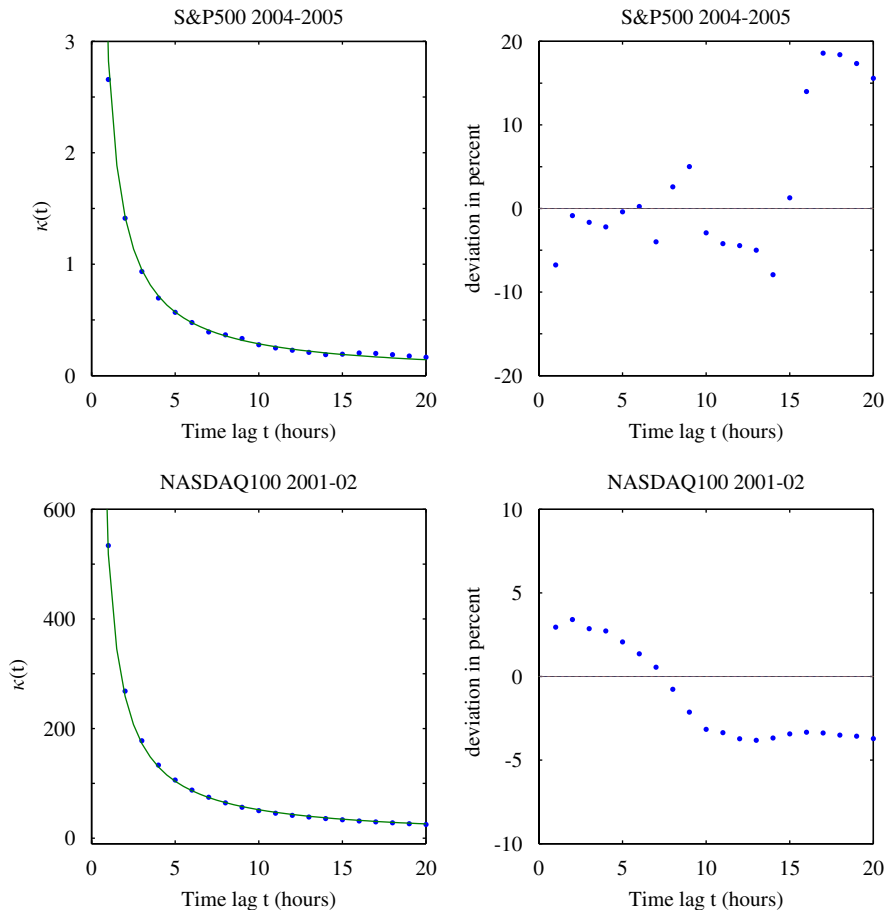 S&P500 2004-2005
3
2
1
0
κ(t)
0 5 10 15 20
Time lag t (hours)
S&P500 2004-2005
20
10
0
-10
-20
deviation in percent
0 5 10 15 20
Time lag t (hours)
NASDAQ100 2001-02
600
400
200
0
κ(t)
0 5 10 15 20
Time lag t (hours)
NASDAQ100 2001-02
10
5
0
-5
-10
deviation in percent
0 5 10 15 20
Time lag t (hours)